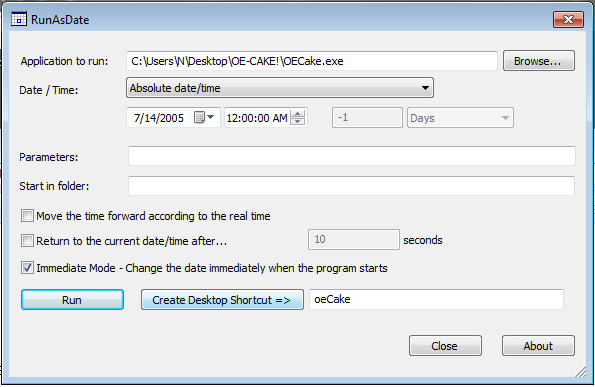 RunAsDate
Application to run: C:\Users\N\Desktop\OE-CAKE!\OECake.exe Browse...
Date / Time: Absolute date/time
7/14/2005 12:00:00 AM -1 Days
Parameters:
Start in folder:
Move the time forward according to the real time
Return to the current date/time after... 10 seconds
Immediate Mode - Change the date immediately when the program starts
Run Create Desktop Shortcut => oeCake
Close About